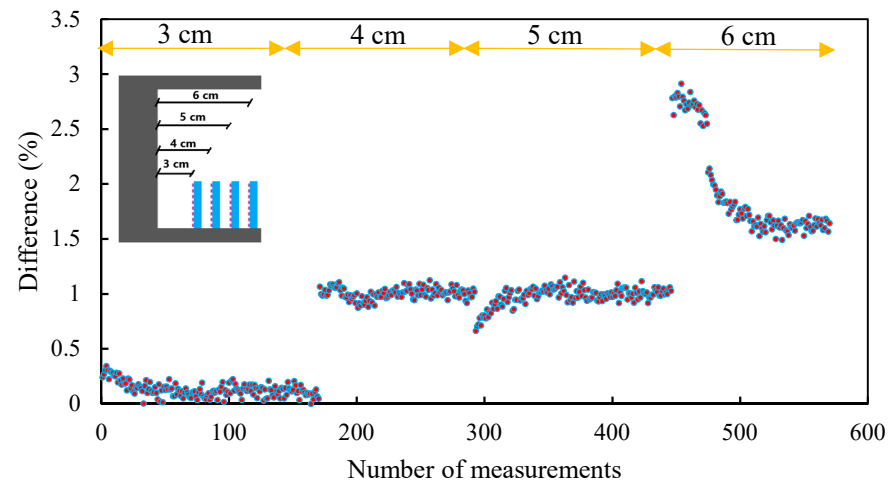 3 cm 4 cm 5 cm 6 cm
3.5
3
2.5
2
1.5
1
0.5
0
Difference (%)
6 cm
5 cm
4 cm
3 cm
0 100 200 300 400 500 600
Number of measurements